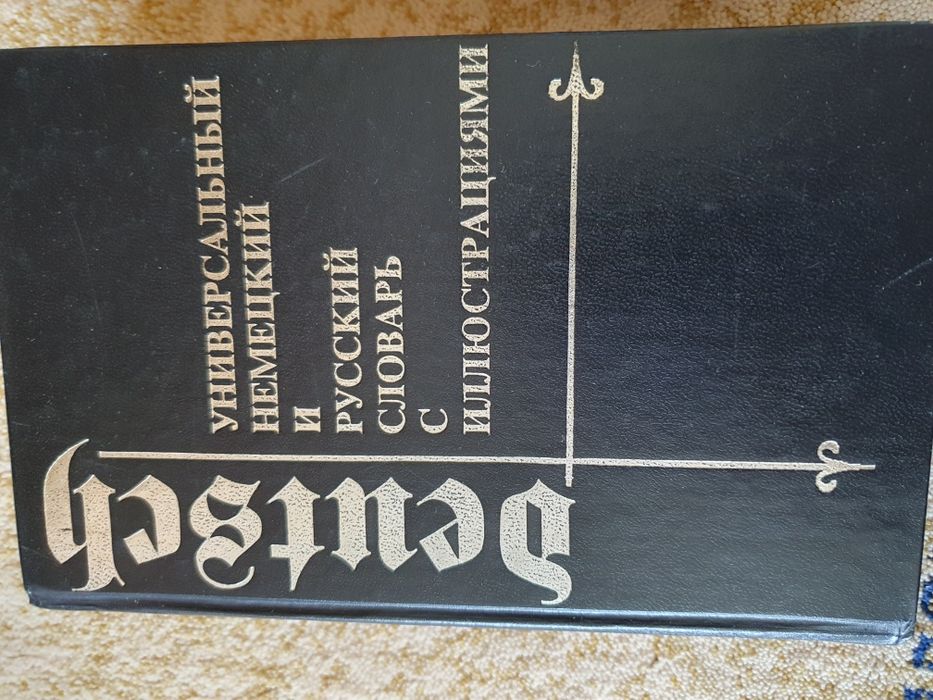 УНИВЕРСАЛЬНЫЙ
НЕМЕЦКИЙ
И
РУССКИЙ
СЛОВАРЬ
С
ИЛЛЮСТРАЦИЯМИ
Deutsch